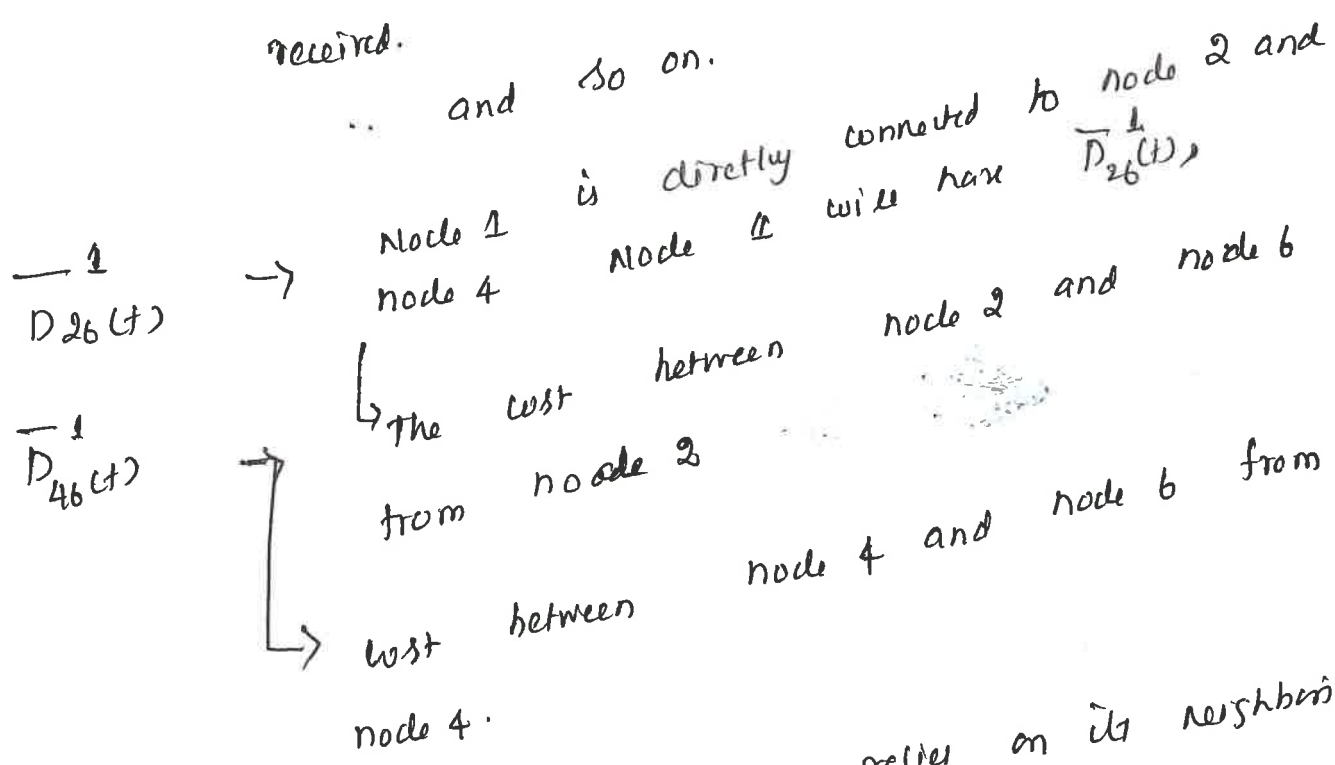 received.
.. and so on.
D̅¹26(t) → Node 1 is directly connected to node 2 and
node 4 Node 1 will have D̅¹26(t),
↳ The cost between node 2 and node 6
from node 2
D̅¹46(t) → cost between node 4 and node 6 from
node 4.
relies on its neighbors